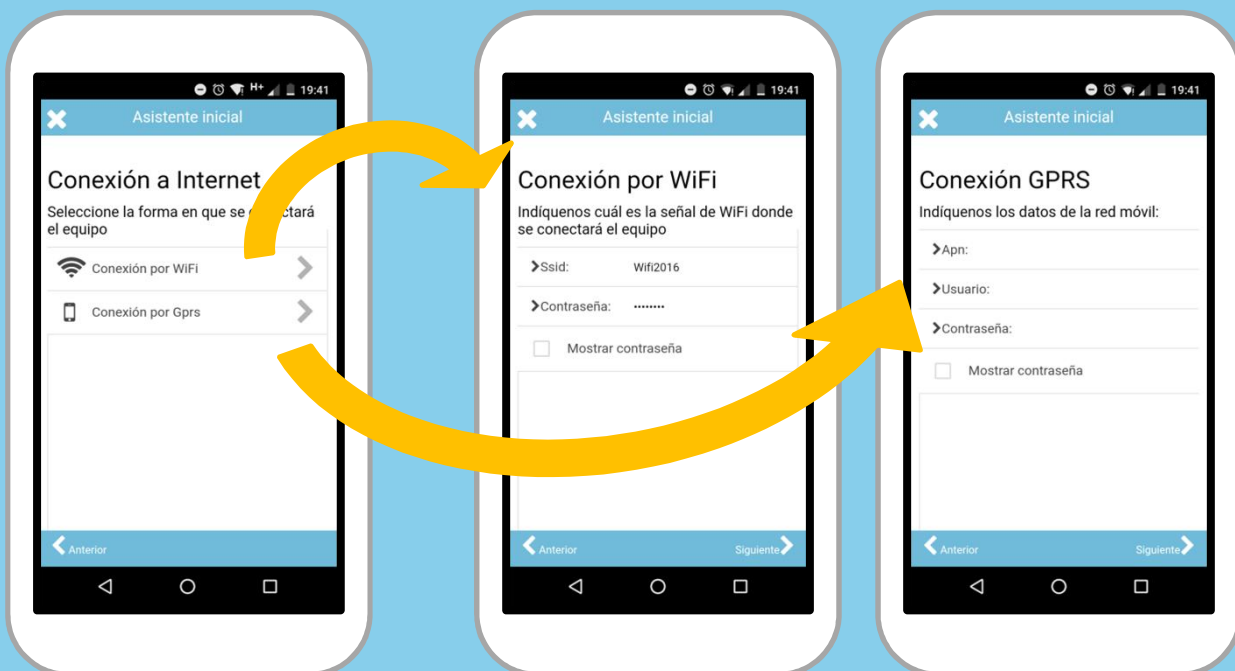 H+ 19:41
Asistente inicial
Conexión a Internet
Seleccione la forma en que se
el equipo
Conexión por WiFi
Conexión por Gprs
Anterior
19:41
Asistente inicial
Conexión por WiFi
Indíquenos cuál es la señal de WiFi donde
se conectará el equipo
Ssid: Wifi2016
Contraseña: ••••••••
Mostrar contraseña
Anterior Siguiente
19:41
Asistente inicial
Conexión GPRS
Indíquenos los datos de la red móvil:
Apn:
Usuario:
Contraseña:
Mostrar contraseña
Anterior Siguiente